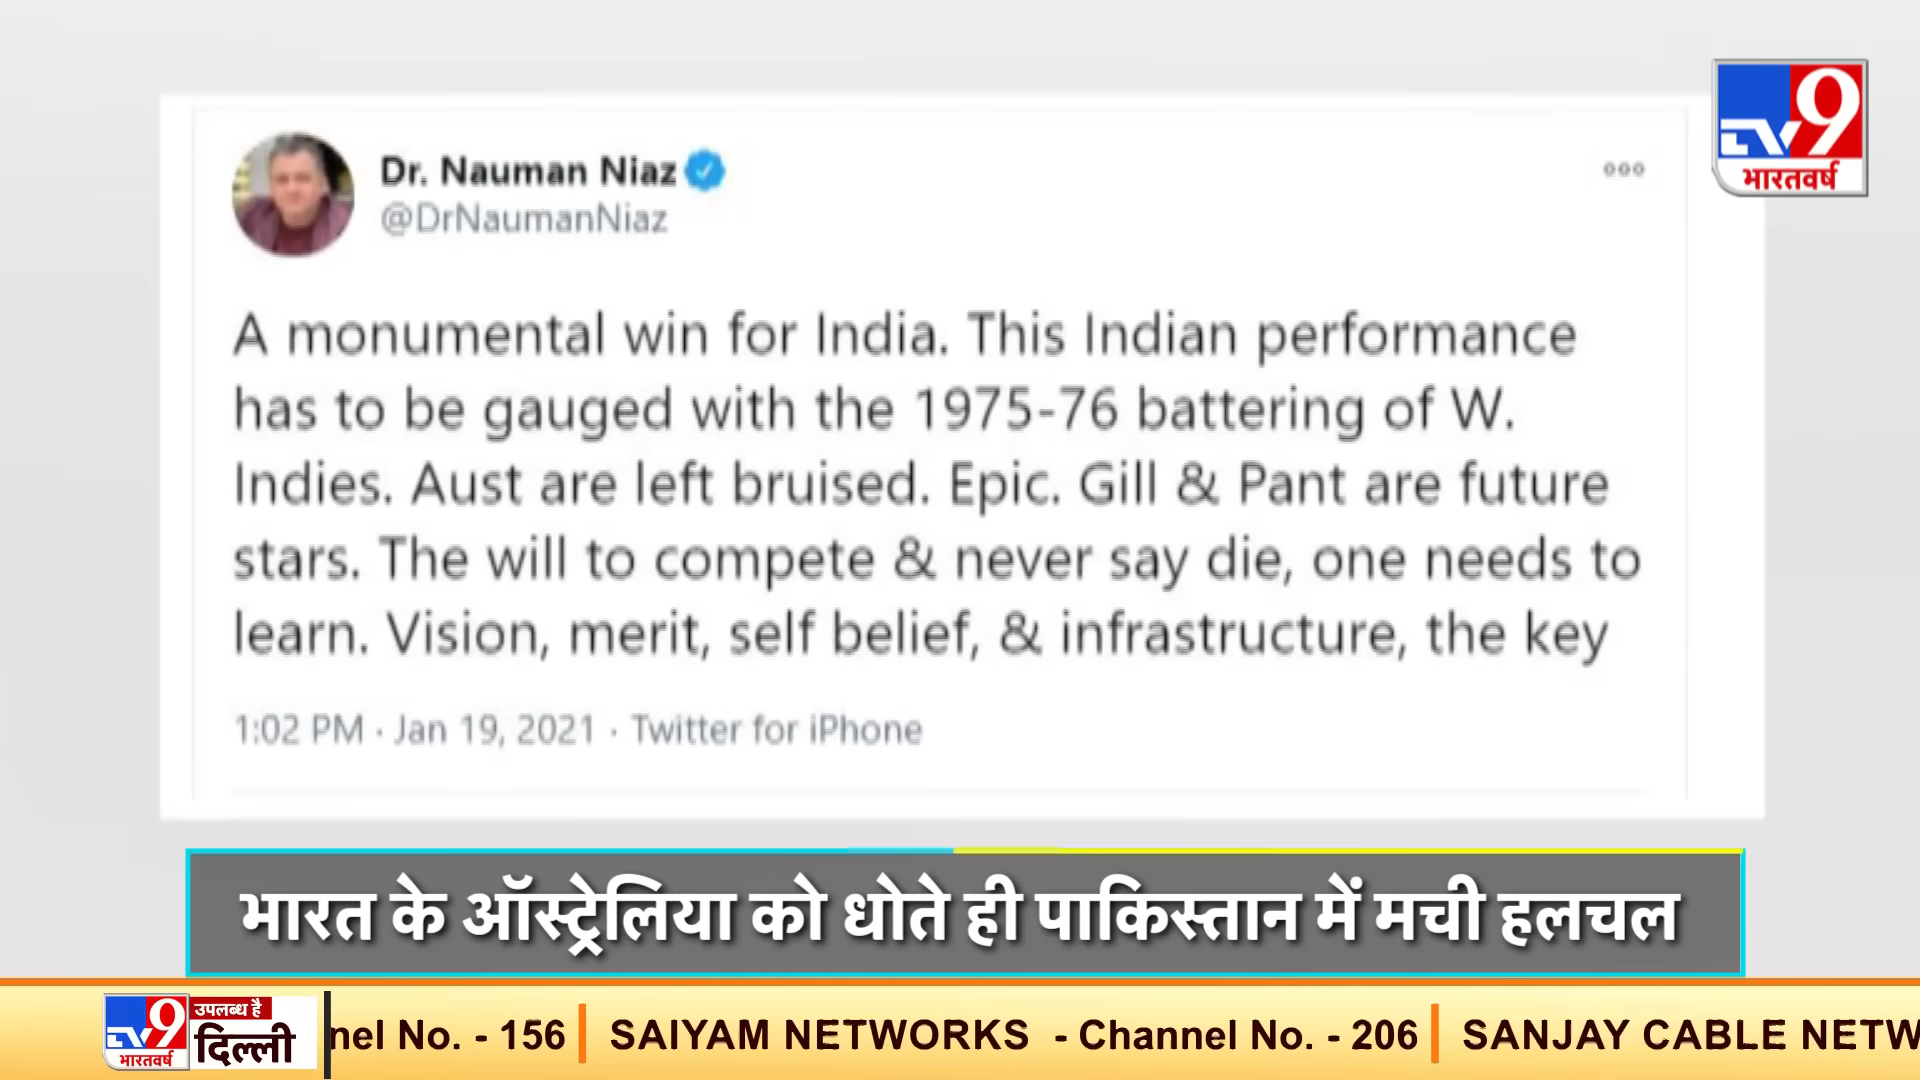 Dr. Nauman Niaz
@DrNaumanNiaz
TV9
भारतवर्ष
A monumental win for India. This Indian performance
has to be gauged with the 1975-76 battering of W.
Indies. Aust are left bruised. Epic. Gill & Pant are future
stars. The will to compete & never say die, one needs to
learn. Vision, merit, self belief, & infrastructure, the key
1:02 PM · Jan 19, 2021 · Twitter for iPhone
भारत के ऑस्ट्रेलिया को धोते ही पाकिस्तान में मची हलचल
TV9
भारतवर्ष
उपलब्ध है
दिल्ली
nel No. - 156 SAIYAM NETWORKS - Channel No. - 206 SANJAY CABLE NETW